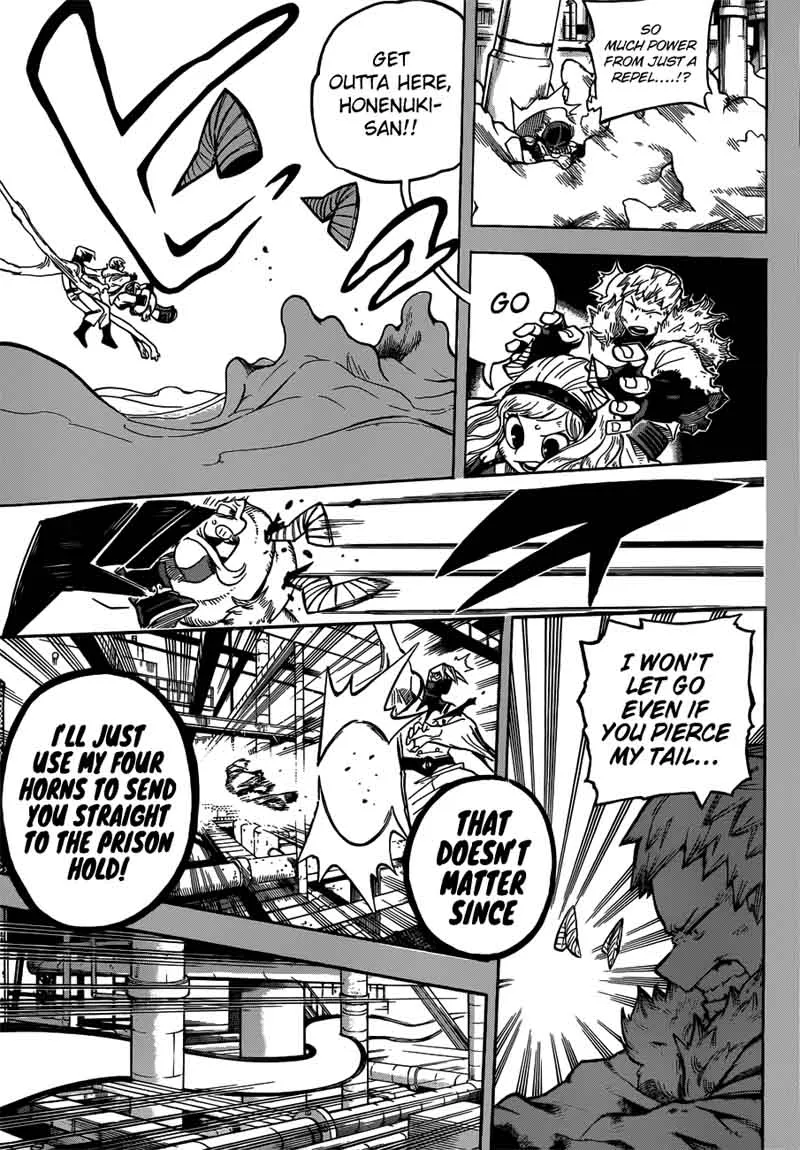 SO
MUCH POWER
FROM JUST A
REPEL....!?
GET
OUTTA HERE,
HONENUKI-
SAN!!
GO
I WON'T
LET GO
EVEN IF
YOU PIERCE
MY TAIL...
THAT
DOESN'T
MATTER
SINCE
I'LL JUST
USE MY FOUR
HORNS TO SEND
YOU STRAIGHT
TO THE PRISON
HOLD!